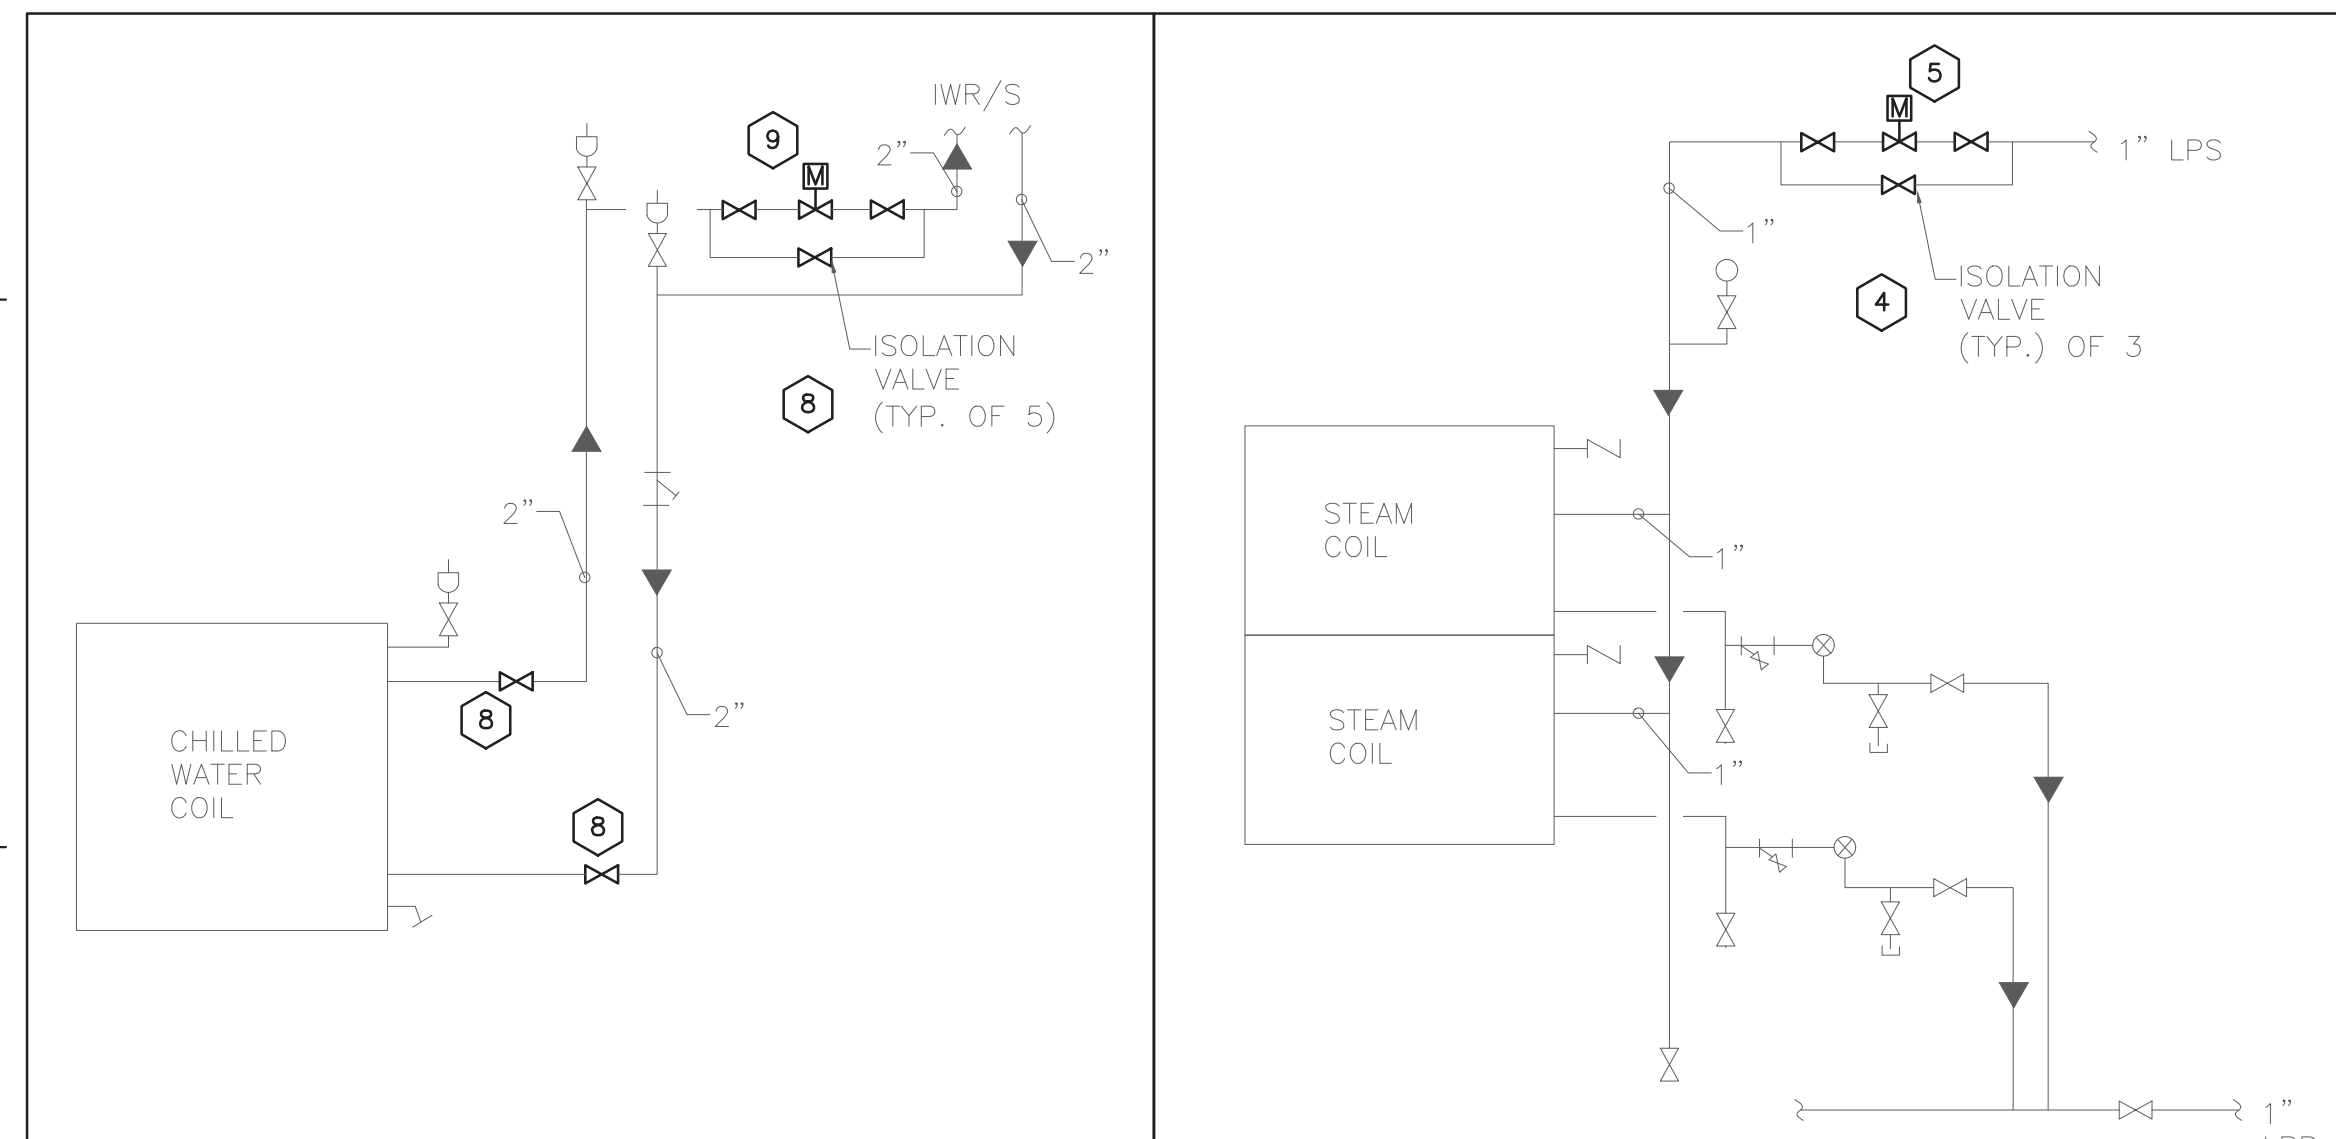 IWR/S
9
2”
M
2”
ISOLATION
VALVE
(TYP. OF 5)
8
2”
8
2”
CHILLED
WATER
COIL
8
5
M
1” LPS
1”
ISOLATION
VALVE
(TYP.) OF 3
4
STEAM
COIL
1”
STEAM
COIL
1”
1”